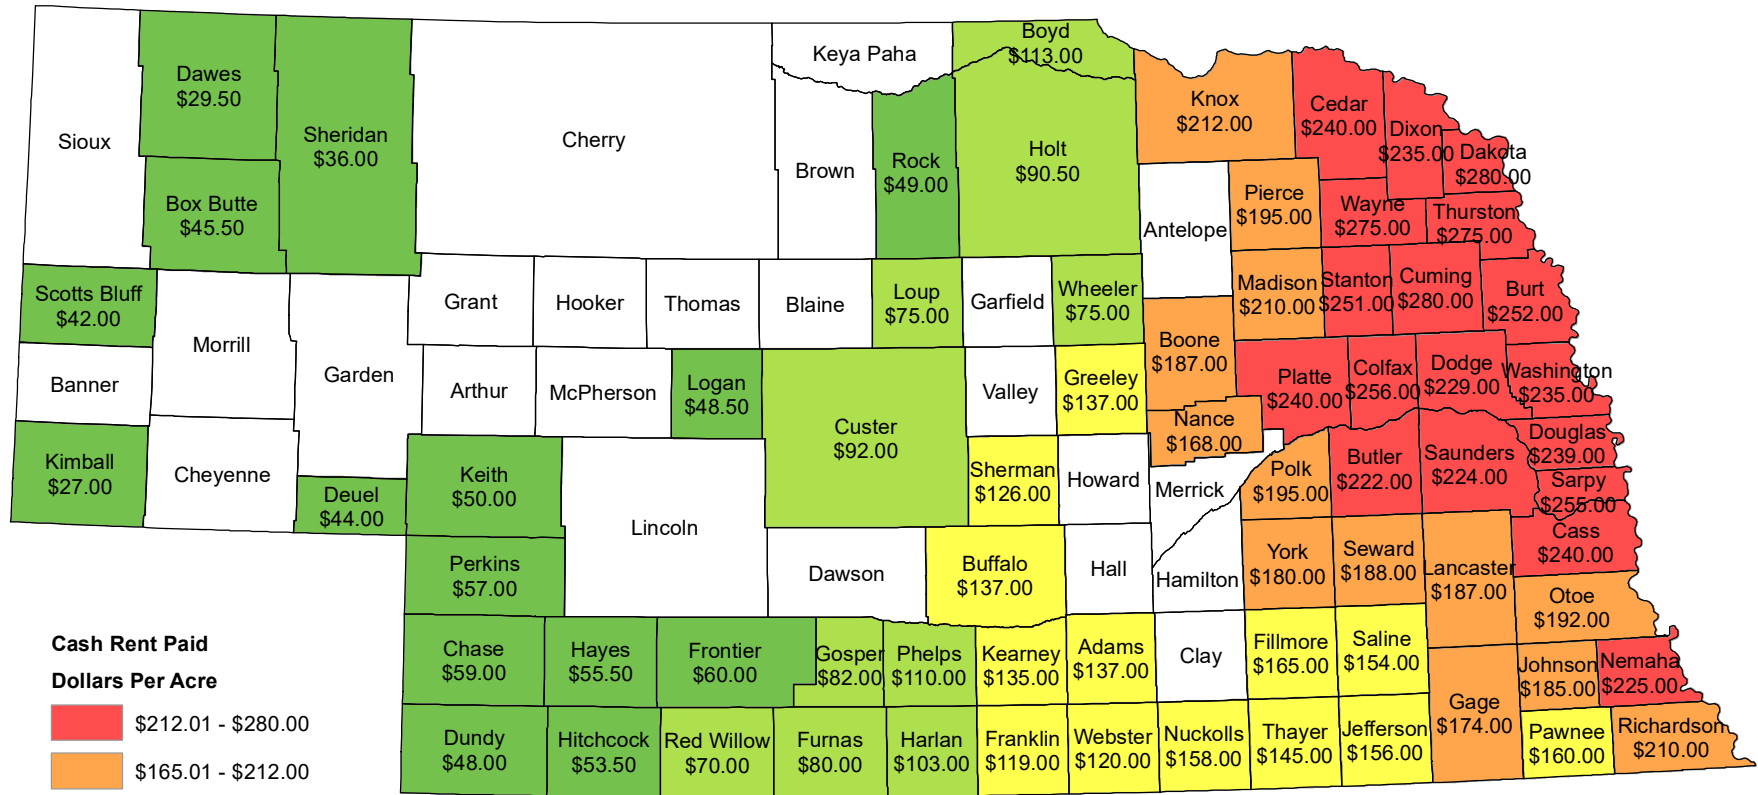 Sioux
Dawes
$29.50
Sheridan
$36.00
Box Butte
$45.50
Cherry
Keya Paha
Brown
Rock
$49.00
Boyd
$113.00
Holt
$90.50
Knox
$212.00
Cedar
$240.00
Dixon
$235.00
Dakota
$280.00
Antelope
Pierce
$195.00
Wayne
$275.00
Thurston
$275.00
Scotts Bluff
$42.00
Banner
Morrill
Garden
Grant
Hooker
Thomas
Blaine
Loup
$75.00
Garfield
Wheeler
$75.00
Madison
$210.00
Stanton
$251.00
Cuming
$280.00
Burt
$252.00
Arthur
McPherson
Logan
$48.50
Custer
$92.00
Valley
Greeley
$137.00
Boone
$187.00
Nance
$168.00
Platte
$240.00
Colfax
$256.00
Dodge
$229.00
Washington
$235.00
Kimball
$27.00
Cheyenne
Deuel
$44.00
Keith
$50.00
Lincoln
Sherman
$126.00
Howard
Merrick
Polk
$195.00
Butler
$222.00
Saunders
$224.00
Douglas
$239.00
Sarpy
$255.00
Perkins
$57.00
Dawson
Buffalo
$137.00
Hall
Hamilton
York
$180.00
Seward
$188.00
Lancaster
$187.00
Cass
$240.00
Otoe
$192.00
Chase
$59.00
Hayes
$55.50
Frontier
$60.00
Gosper
$82.00
Phelps
$110.00
Kearney
$135.00
Adams
$137.00
Clay
Fillmore
$165.00
Saline
$154.00
Gage
$174.00
Johnson
$185.00
Nemaha
$225.00
Dundy
$48.00
Hitchcock
$53.50
Red Willow
$70.00
Furnas
$80.00
Harlan
$103.00
Franklin
$119.00
Webster
$120.00
Nuckolls
$158.00
Thayer
$145.00
Jefferson
$156.00
Pawnee
$160.00
Richardson
$210.00
Cash Rent Paid
Dollars Per Acre
$212.01 - $280.00
$165.01 - $212.00